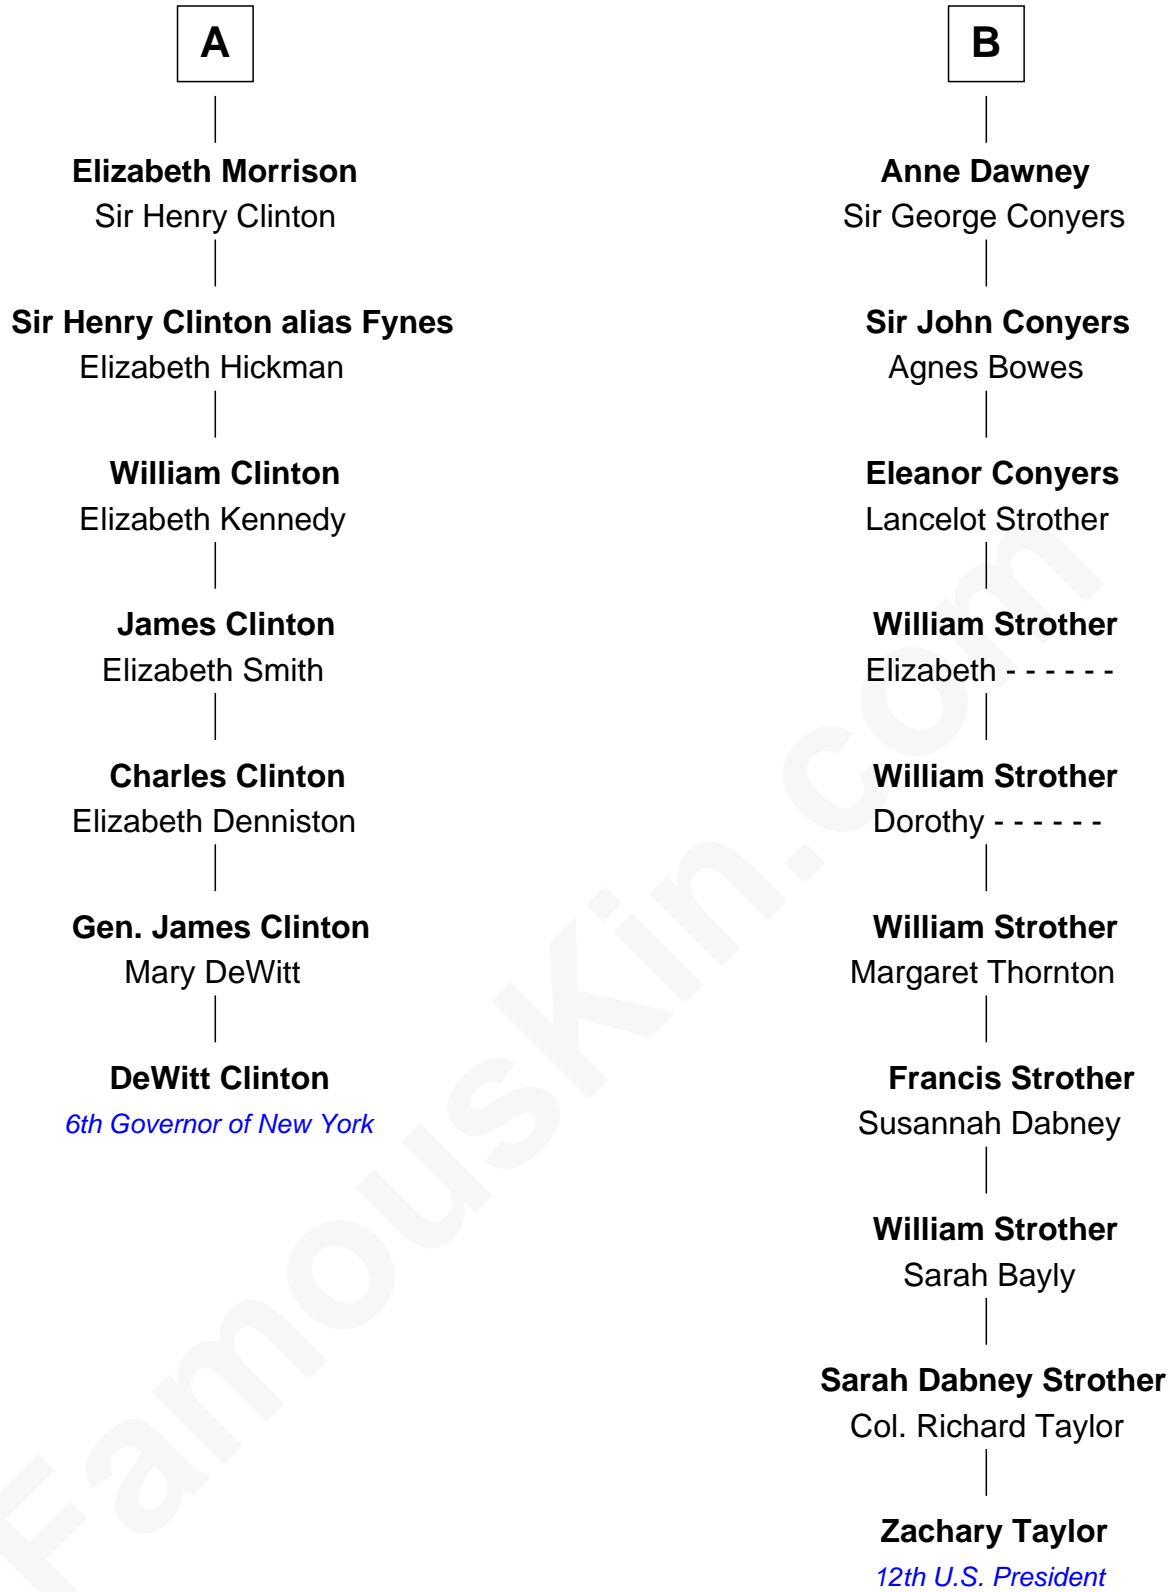 A
Elizabeth Morrison
Sir Henry Clinton
Sir Henry Clinton alias Fynes
Elizabeth Hickman
William Clinton
Elizabeth Kennedy
James Clinton
Elizabeth Smith
Charles Clinton
Elizabeth Denniston
Gen. James Clinton
Mary DeWitt
DeWitt Clinton
6th Governor of New York
B
Anne Dawney
Sir George Conyers
Sir John Conyers
Agnes Bowes
Eleanor Conyers
Lancelot Strother
William Strother
Elizabeth - - - - - -
William Strother
Dorothy - - - - - -
William Strother
Margaret Thornton
Francis Strother
Susannah Dabney
William Strother
Sarah Bayly
Sarah Dabney Strother
Col. Richard Taylor
Zachary Taylor
12th U.S. President
FamousKin.com